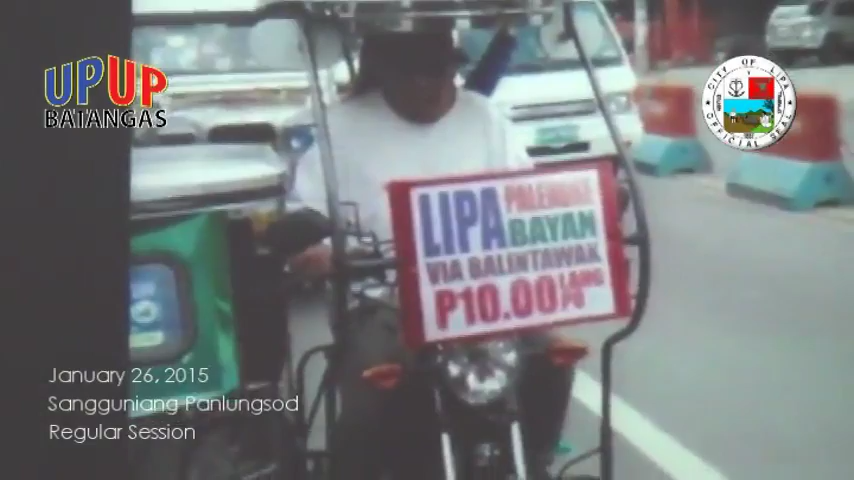 UPUP
BATANGAS
CITY OF LIPA
OFFICIAL SEAL
LIPA PALENGKE
BAYAN
VIA BALINTAWAK
P10.00 LANG PO
January 26, 2015
Sangguniang Panlungsod
Regular Session